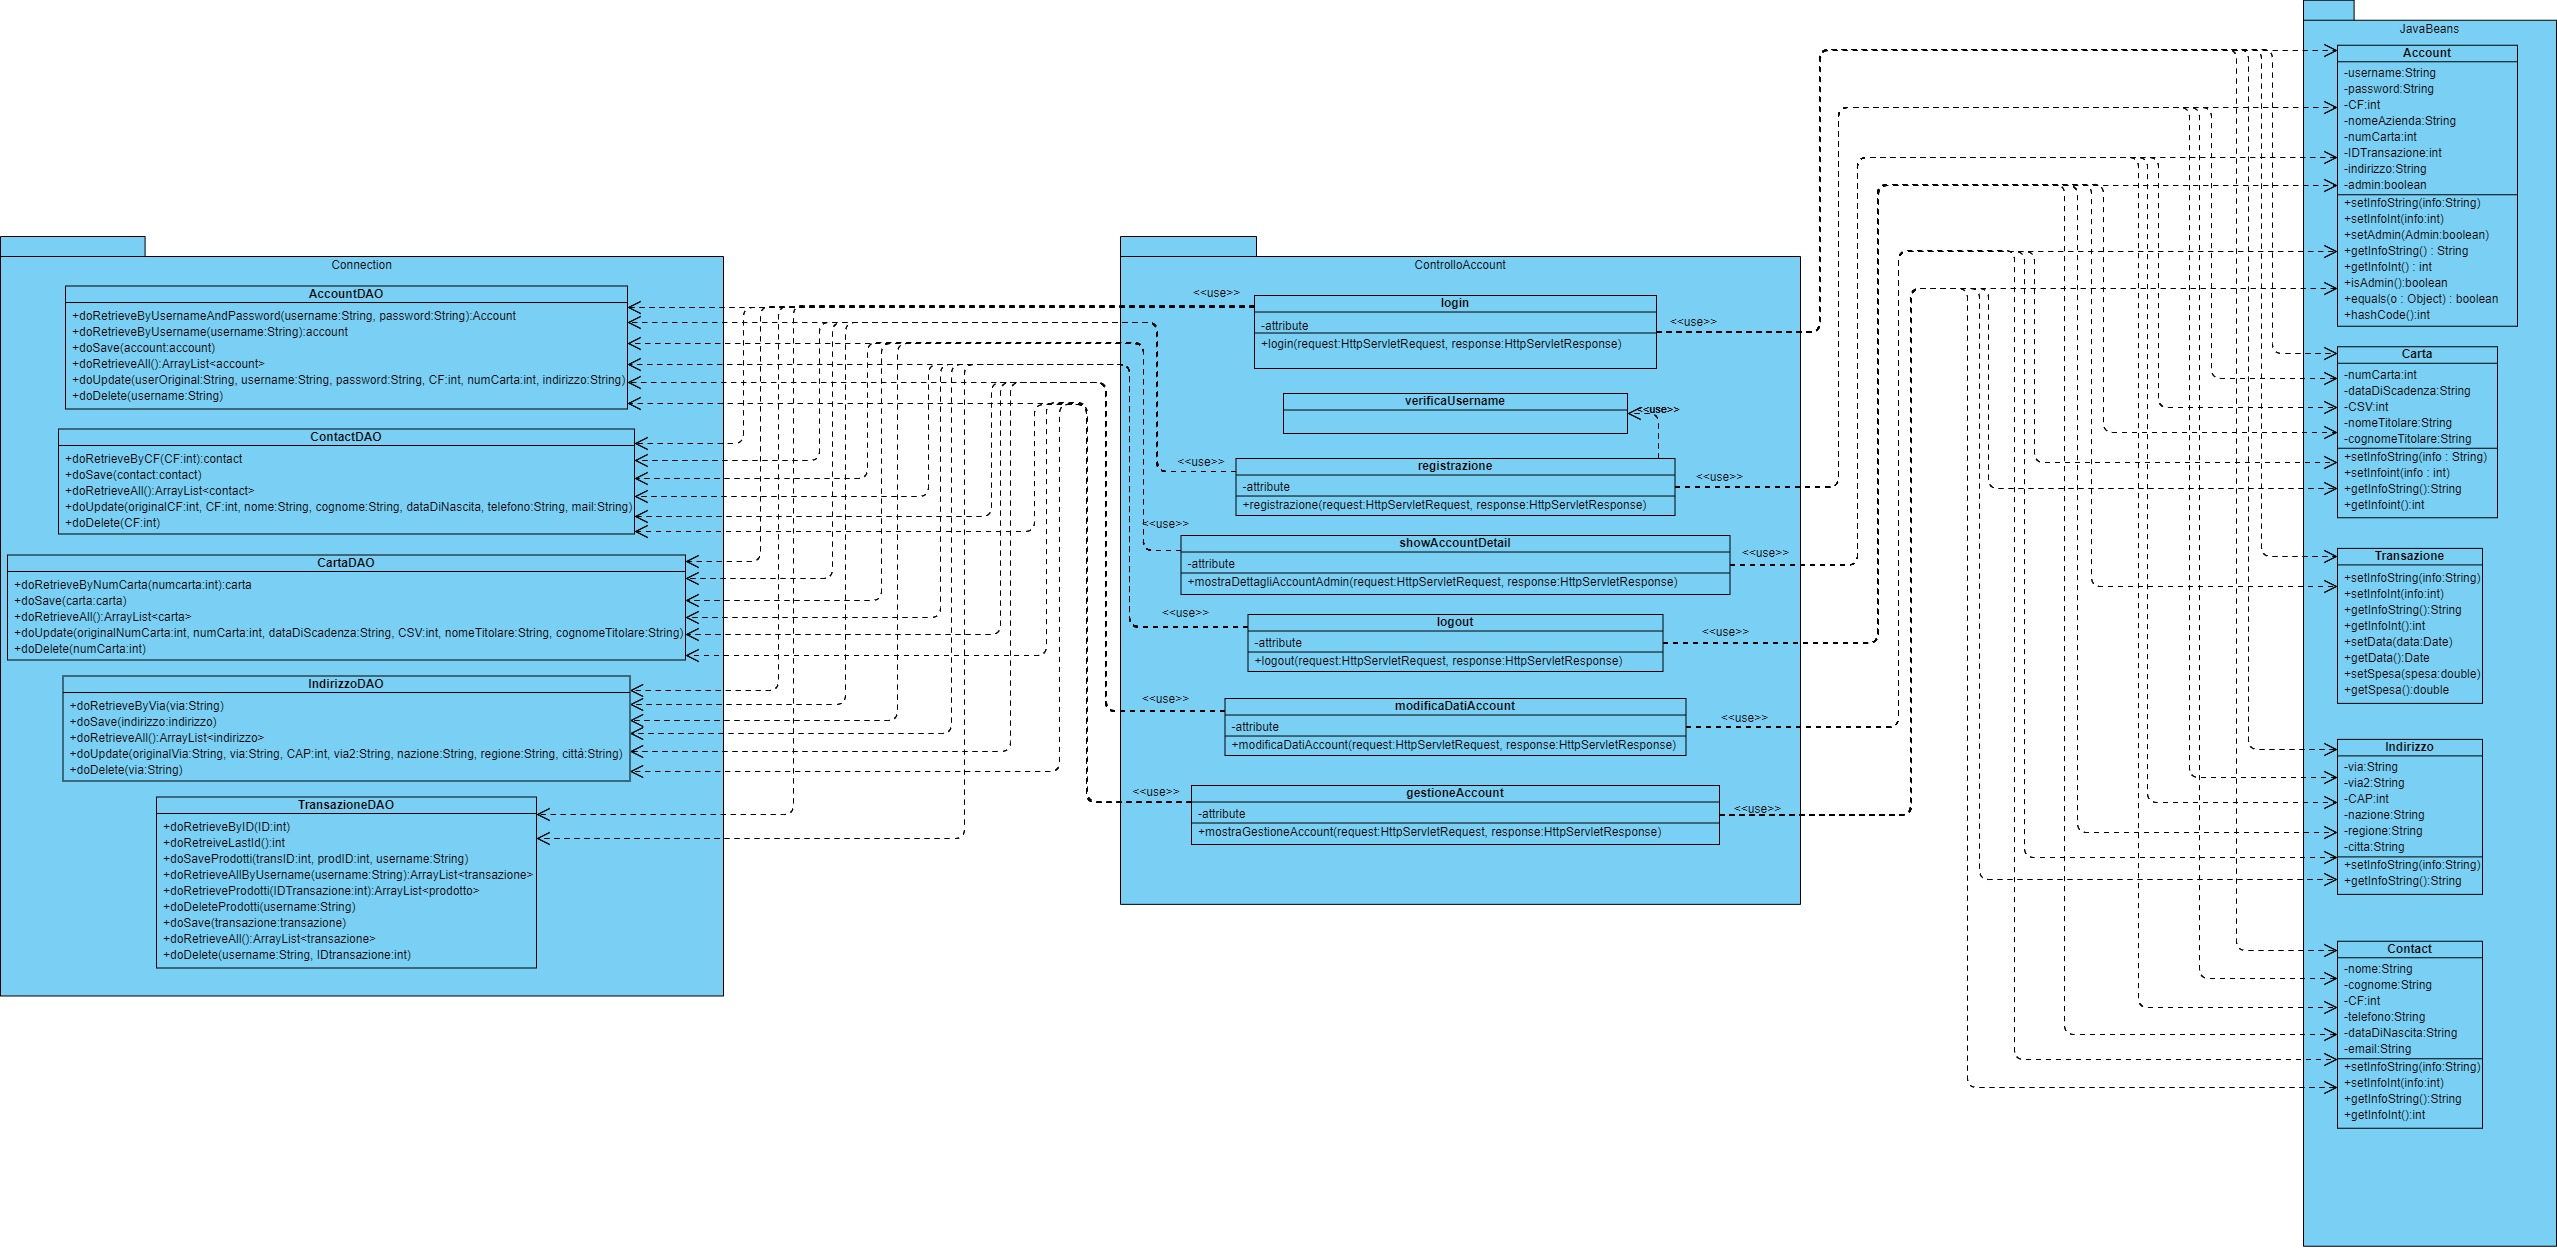 Connection
AccountDAO
+doRetrieveByUsernameAndPassword(username:String, password:String):Account
+doRetrieveByUsername(username:String):account
+doSave(account:account)
+doRetrieveAll():ArrayList<account>
+doUpdate(userOriginal:String, username:String, password:String, CF:int, numCarta:int, indirizzo:String)
+doDelete(username:String)
ContactDAO
+doRetrieveByCF(CF:int):contact
+doSave(contact:contact)
+doRetrieveAll():ArrayList<contact>
+doUpdate(originalCF:int, CF:int, nome:String, cognome:String, dataDiNascita, telefono:String, mail:String)
+doDelete(CF:int)
CartaDAO
+doRetrieveByNumCarta(numcarta:int):carta
+doSave(carta:carta)
+doRetrieveAll():ArrayList<carta>
+doUpdate(originalNumCarta:int, numCarta:int, dataDiScadenza:String, CSV:int, nomeTitolare:String, cognomeTitolare:String)
+doDelete(numCarta:int)
IndirizzoDAO
+doRetrieveByVia(via:String)
+doSave(indirizzo:indirizzo)
+doRetrieveAll():ArrayList<indirizzo>
+doUpdate(originalVia:String, via:String, CAP:int, via2:String, nazione:String, regione:String, città:String)
+doDelete(via:String)
TransazioneDAO
+doRetrieveByID(ID:int)
+doRetreiveLastId():int
+doSaveProdotti(transID:int, prodID:int, username:String)
+doRetrieveAllByUsername(username:String):ArrayList<transazione>
+doRetrieveProdotti(IDTransazione:int):ArrayList<prodotto>
+doDeleteProdotti(username:String)
+doSave(transazione:transazione)
+doRetrieveAll():ArrayList<transazione>
+doDelete(username:String, IDtransazione:int)
ControlloAccount
<<use>>
login
-attribute
+login(request:HttpServletRequest, response:HttpServletResponse)
<<use>>
verificaUsername
<<use>>
<<use>>
registrazione
-attribute
+registrazione(request:HttpServletRequest, response:HttpServletResponse)
<<use>>
<<use>>
showAccountDetail
-attribute
+mostraDettagliAccountAdmin(request:HttpServletRequest, response:HttpServletResponse)
<<use>>
<<use>>
logout
-attribute
+logout(request:HttpServletRequest, response:HttpServletResponse)
<<use>>
<<use>>
modificaDatiAccount
-attribute
+modificaDatiAccount(request:HttpServletRequest, response:HttpServletResponse)
<<use>>
<<use>>
gestioneAccount
-attribute
+mostraGestioneAccount(request:HttpServletRequest, response:HttpServletResponse)
<<use>>
JavaBeans
Account
-username:String
-password:String
-CF:int
-nomeAzienda:String
-numCarta:int
-IDTransazione:int
-indirizzo:String
-admin:boolean
+setInfoString(info:String)
+setInfoInt(info:int)
+setAdmin(Admin:boolean)
+getInfoString() : String
+getInfoInt() : int
+isAdmin():boolean
+equals(o : Object) : boolean
+hashCode():int
Carta
-numCarta:int
-dataDiScadenza:String
-CSV:int
-nomeTitolare:String
-cognomeTitolare:String
+setInfoString(info : String)
+setInfoint(info : int)
+getInfoString():String
+getInfoint():int
Transazione
+setInfoString(info:String)
+setInfoInt(info:int)
+getInfoString():String
+getInfoInt():int
+setData(data:Date)
+getData():Date
+setSpesa(spesa:double)
+getSpesa():double
Indirizzo
-via:String
-via2:String
-CAP:int
-nazione:String
-regione:String
-citta:String
+setInfoString(info:String)
+getInfoString():String
Contact
-nome:String
-cognome:String
-CF:int
-telefono:String
-dataDiNascita:String
-email:String
+setInfoString(info:String)
+setInfoInt(info:int)
+getInfoString():String
+getInfoInt():int